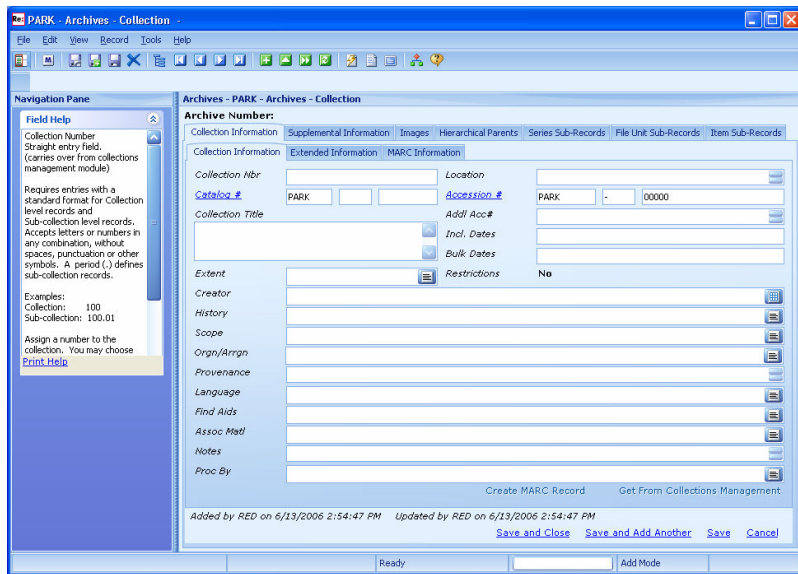 Re: PARK - Archives - Collection -
File Edit View Record Tools Help
M
Navigation Pane
Field Help
Collection Number
Straight entry field.
(carries over from collections
management module)
Requires entries with a
standard format for Collection
level records and
Sub-collection level records.
Accepts letters or numbers in
any combination, without
spaces, punctuation or other
symbols. A period (.) defines
sub-collection records.
Examples:
Collection: 100
Sub-collection: 100.01
Assign a number to the
collection. You may choose
Print Help
Archives - PARK - Archives - Collection
Archive Number:
Collection Information Supplemental Information Images Hierarchical Parents Series Sub-Records File Unit Sub-Records Item Sub-Records
Collection Information Extended Information MARC Information
Collection Nbr Location
Catalog # PARK Accession # PARK - 00000
Collection Title Addl Acc#
Incl. Dates
Bulk Dates
Extent Restrictions No
Creator
History
Scope
Orgn/Arrgn
Provenance
Language
Find Aids
Assoc Matl
Notes
Proc By
Create MARC Record Get From Collections Management
Added by RED on 6/13/2006 2:54:47 PM Updated by RED on 6/13/2006 2:54:47 PM
Save and Close Save and Add Another Save Cancel
Ready Add Mode